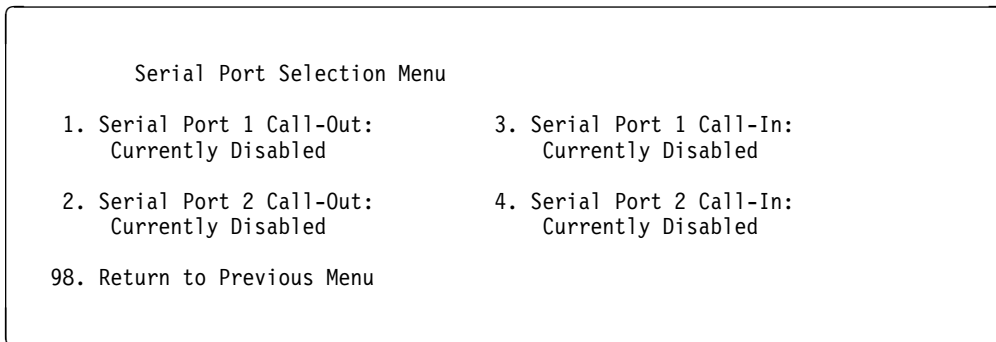 Serial Port Selection Menu
1. Serial Port 1 Call-Out:
Currently Disabled
3. Serial Port 1 Call-In:
Currently Disabled
2. Serial Port 2 Call-Out:
Currently Disabled
4. Serial Port 2 Call-In:
Currently Disabled
98. Return to Previous Menu